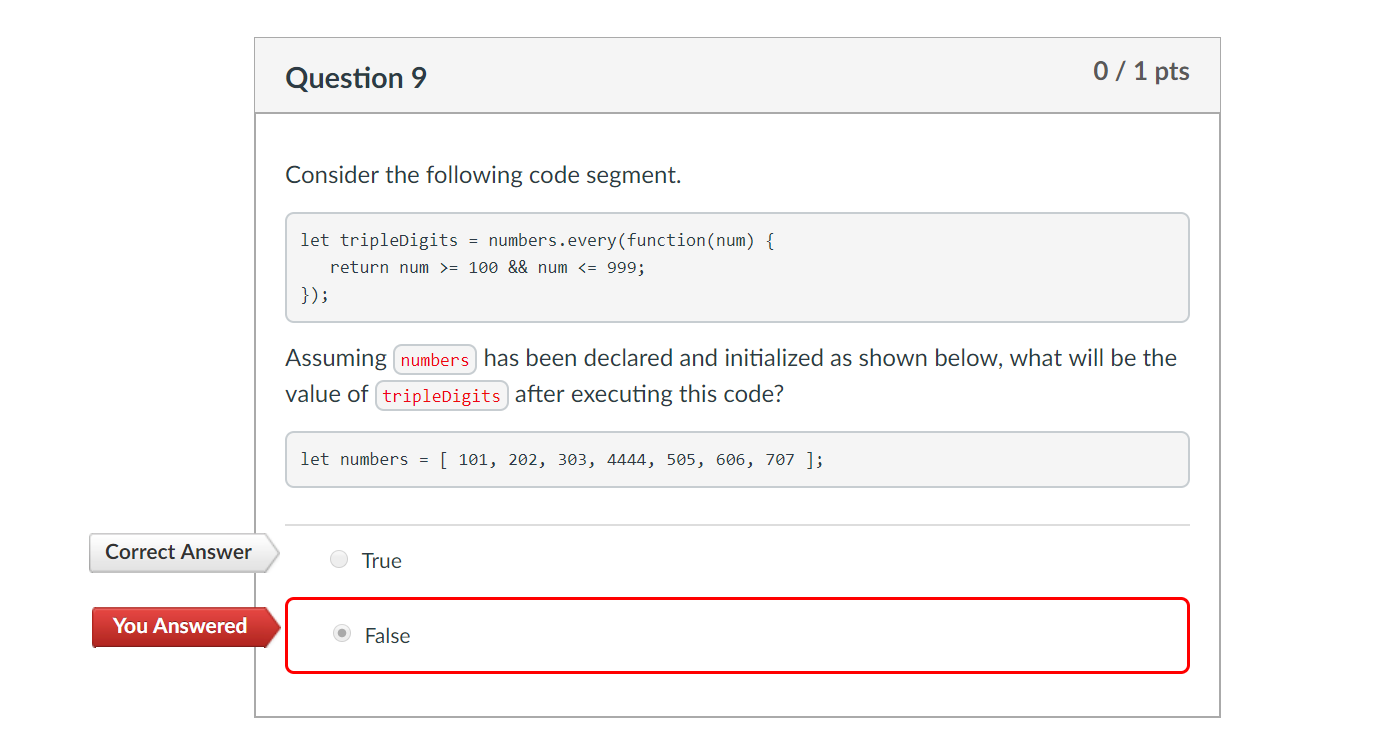 Question 9
0 / 1 pts
Consider the following code segment.
let tripleDigits = numbers.every(function(num) {
   return num >= 100 && num <= 999;
});
Assuming numbers has been declared and initialized as shown below, what will be the
value of tripleDigits after executing this code?
let numbers = [ 101, 202, 303, 4444, 505, 606, 707 ];
Correct Answer
True
You Answered
False